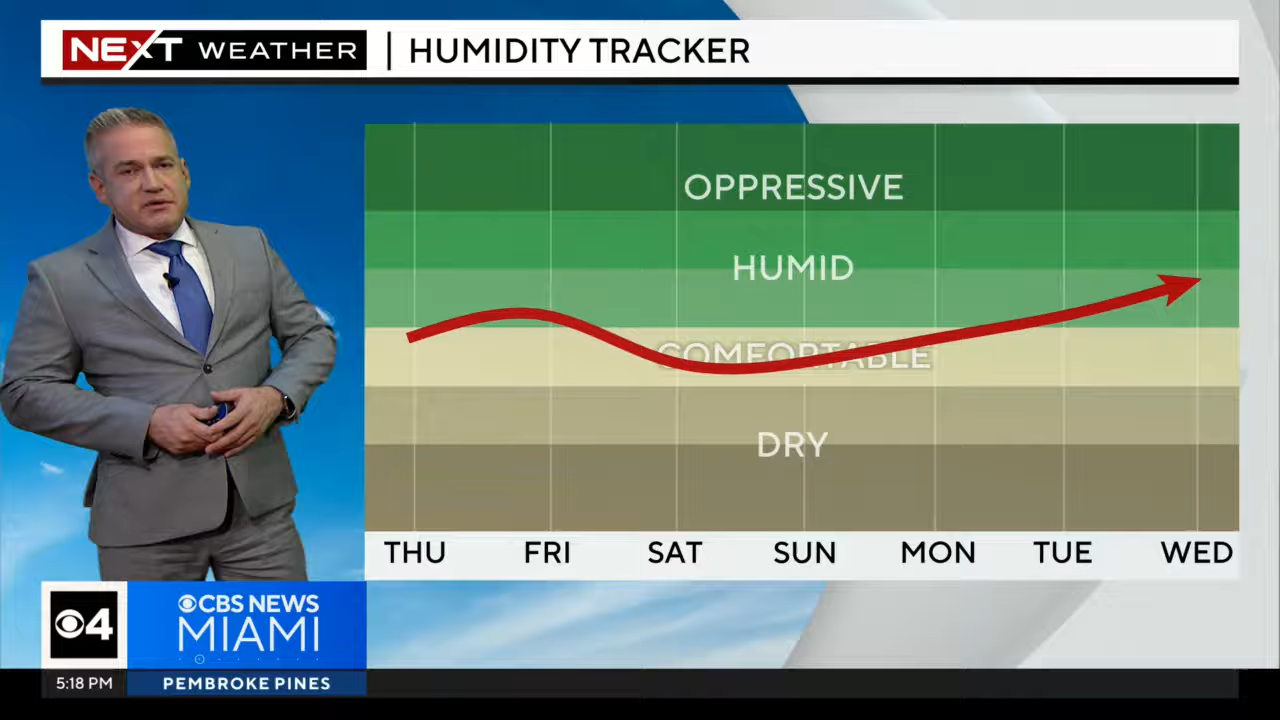 NEXT WEATHER | HUMIDITY TRACKER
OPPRESSIVE
HUMID
COMFORTABLE
DRY
THU FRI SAT SUN MON TUE WED
4
CBS NEWS
MIAMI
5:18 PM PEMBROKE PINES